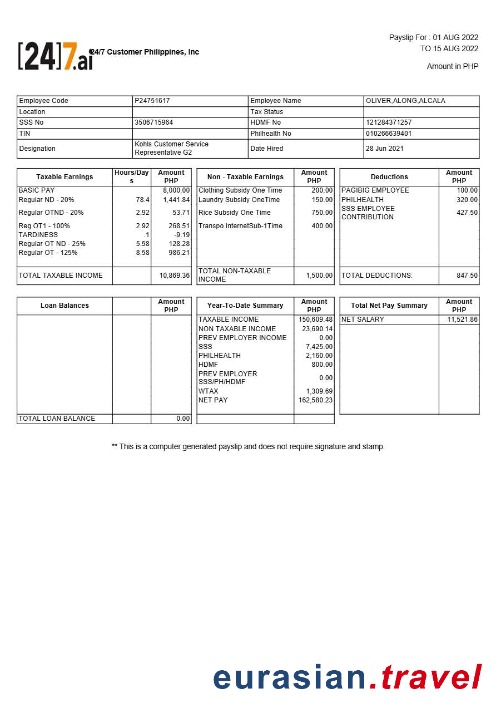 Payslip For : 01 AUG 2022
TO 15 AUG 2022
Amount in PHP
[24]7.ai 24/7 Customer Philippines, Inc
Employee Code P24751617 Employee Name OLIVER,ALONG,ALCALA
Location Tax Status
SSS No 3506715964 HDMF No 121284371257
TIN Philhealth No 010266639401
Designation Kohls Customer Service Representative G2 Date Hired 28 Jun 2021
Taxable Earnings Hours/Days Amount PHP Non - Taxable Earnings Amount PHP Deductions Amount PHP
BASIC PAY 8,000.00 Clothing Subsidy One Time 200.00 PAGIBIG EMPLOYEE 100.00
Regular ND - 20% 78.4 1,441.84 Laundry Subsidy OneTime 150.00 PHILHEALTH 320.00
Regular OTND - 20% 2.92 53.71 Rice Subsidy One Time 750.00 SSS EMPLOYEE CONTRIBUTION 427.50
Reg OT1 - 100% 2.92 268.51 Transpo InternetSub-1Time 400.00
TARDINESS .1 -9.19
Regular OT ND - 25% 5.58 128.28
Regular OT - 125% 8.58 986.21
TOTAL TAXABLE INCOME 10,869.36 TOTAL NON-TAXABLE INCOME 1,500.00 TOTAL DEDUCTIONS: 847.50
Loan Balances Amount PHP Year-To-Date Summary Amount PHP Total Net Pay Summary Amount PHP
TAXABLE INCOME 150,609.48 NET SALARY 11,521.86
NON TAXABLE INCOME 23,690.14
PREV EMPLOYER INCOME 0.00
SSS 7,425.00
PHILHEALTH 2,160.00
HDMF 800.00
PREV EMPLOYER SSS/PH/HDMF 0.00
WTAX 1,309.69
NET PAY 162,580.23
TOTAL LOAN BALANCE 0.00
** This is a computer generated payslip and does not require signature and stamp.
eurasian.travel